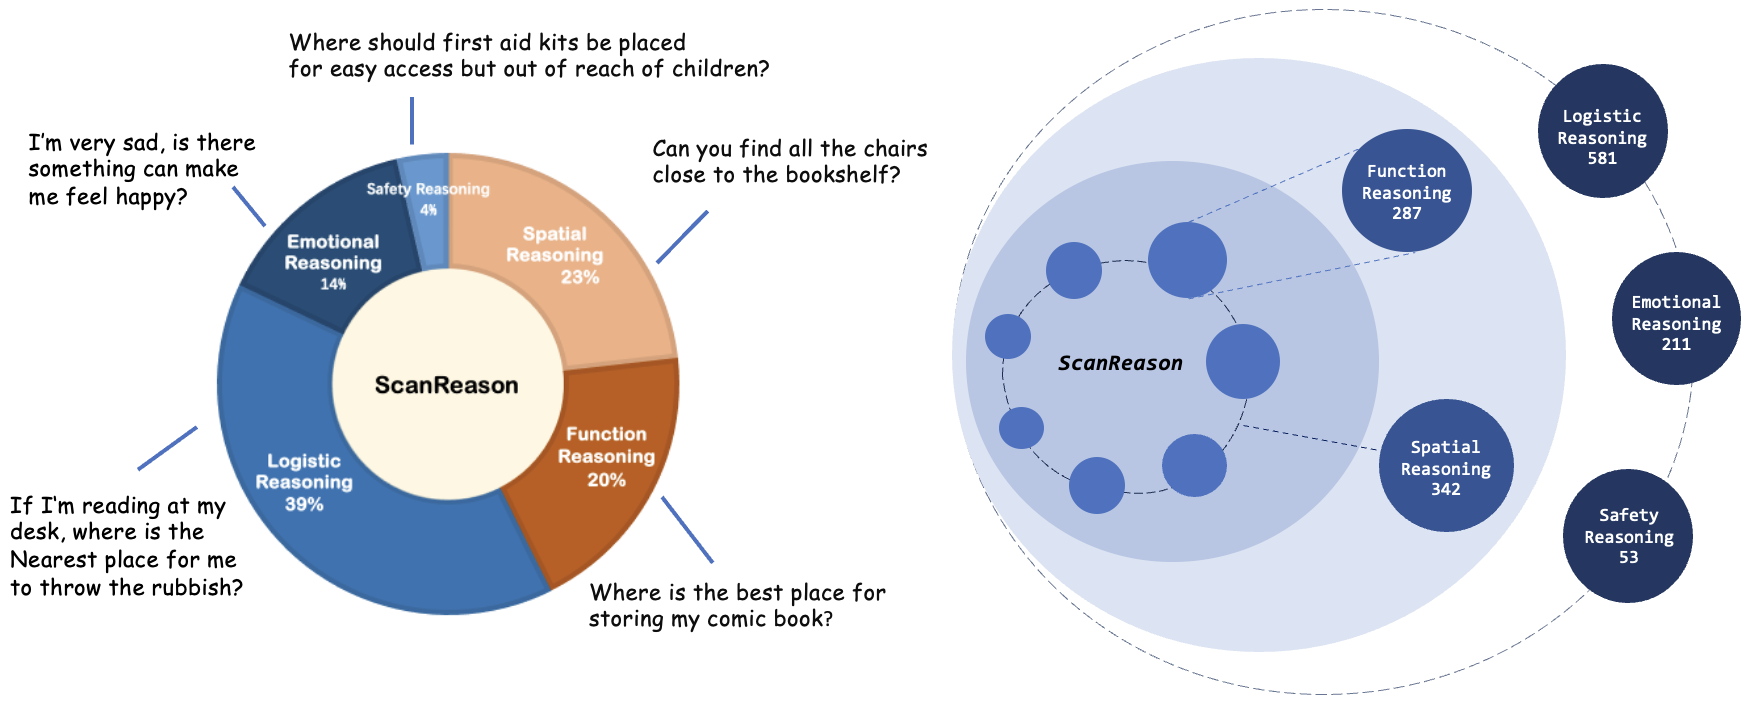 Where should first aid kits be placed
for easy access but out of reach of children?
I'm very sad, is there
something can make
me feel happy?
Can you find all the chairs
close to the bookshelf?
Safety Reasoning
4%
Emotional
Reasoning
14%
Spatial
Reasoning
23%
ScanReason
Logistic
Reasoning
39%
Function
Reasoning
20%
If I'm reading at my
desk, where is the
Nearest place for me
to throw the rubbish?
Where is the best place for
storing my comic book?
Logistic
Reasoning
581
Function
Reasoning
287
Emotional
Reasoning
211
ScanReason
Spatial
Reasoning
342
Safety
Reasoning
53